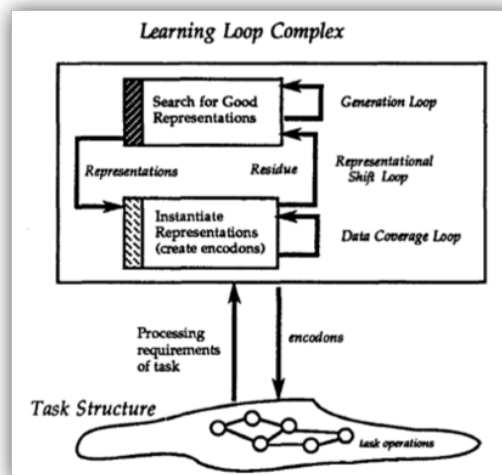 Learning Loop Complex
Search for Good
Representations
Generation Loop
Representations
Residue
Representational
Shift Loop
Instantiate
Representations
(create encodons)
Data Coverage Loop
Processing
requirements
of task
encodons
Task Structure
task operations